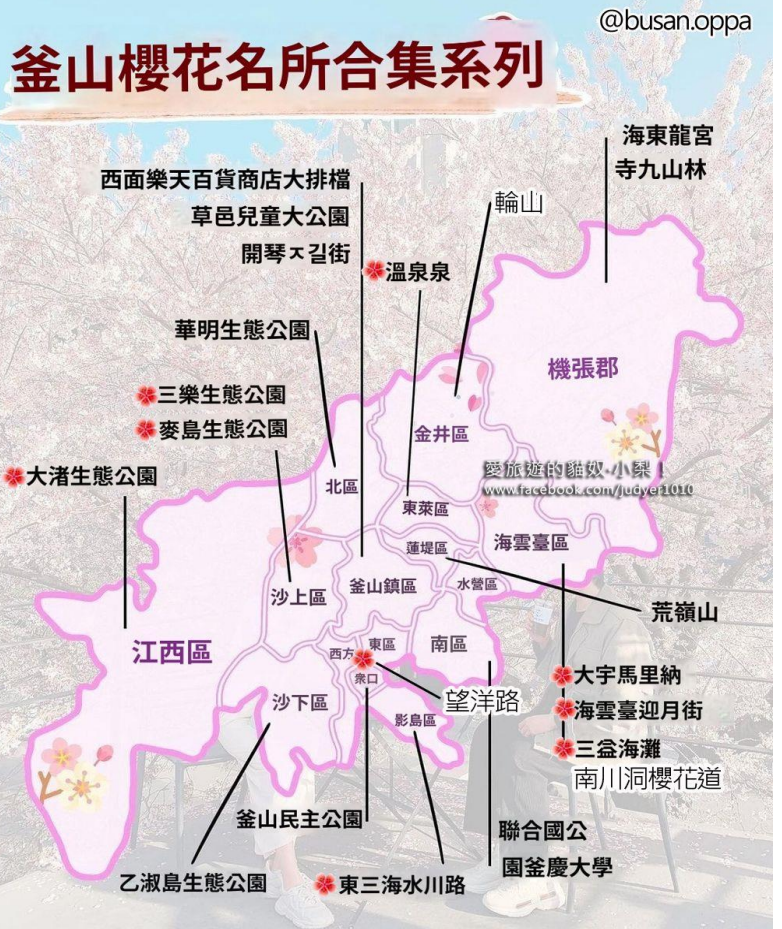 @busan.oppa
釜山櫻花名所合集系列
海東龍宮
寺九山林
西面樂天百貨商店大排檔
草邑兒童大公園
開琴ㅈ길街
輪山
溫泉泉
華明生態公園
三樂生態公園
麥島生態公園
大渚生態公園
機張郡
金井區
愛旅遊的貓奴·小梨!
www.facebook.com/judyef1010
北區
東萊區
蓮堤區
海雲臺區
水營區
沙上區
釜山鎮區
荒嶺山
江西區
西方
東區
南區
衆口
沙下區
影島區
望洋路
大宇馬里納
海雲臺迎月街
三益海灘
南川洞櫻花道
釜山民主公園
聯合國公
園釜慶大學
乙淑島生態公園
東三海水川路